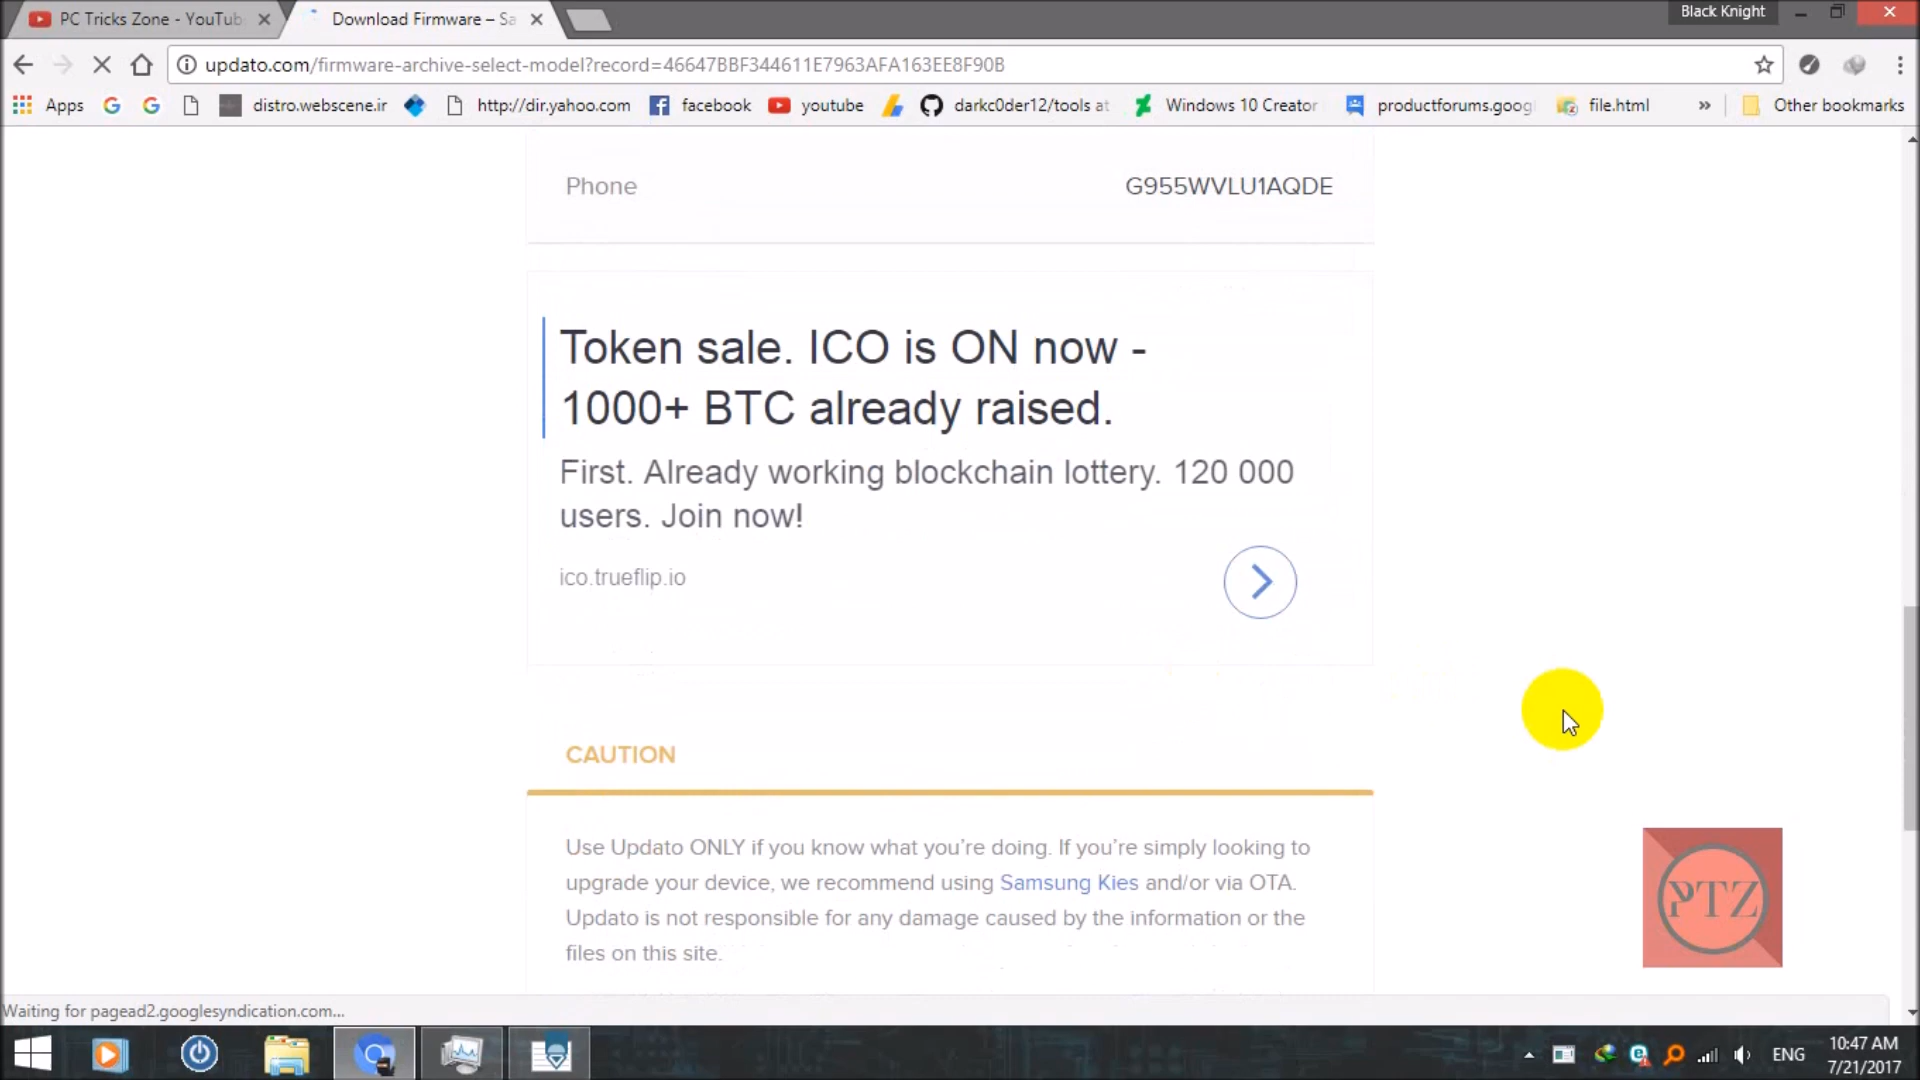 PC Tricks Zone - YouTub
Download Firmware – Sa
Black Knight
updato.com/firmware-archive-select-model?record=46647BBF344611E7963AFA163EE8F90B
Apps
distro.webscene.ir
http://dir.yahoo.com
facebook
youtube
darkc0der12/tools at
Windows 10 Creator
productforums.goog
file.html
»
Other bookmarks
Phone
G955WVLU1AQDE
Token sale. ICO is ON now -
1000+ BTC already raised.
First. Already working blockchain lottery. 120 000
users. Join now!
ico.trueflip.io
CAUTION
Use Updato ONLY if you know what you're doing. If you're simply looking to
upgrade your device, we recommend using Samsung Kies and/or via OTA.
Updato is not responsible for any damage caused by the information or the
files on this site.
PTZ
Waiting for pagead2.googlesyndication.com...
ENG
10:47 AM
7/21/2017